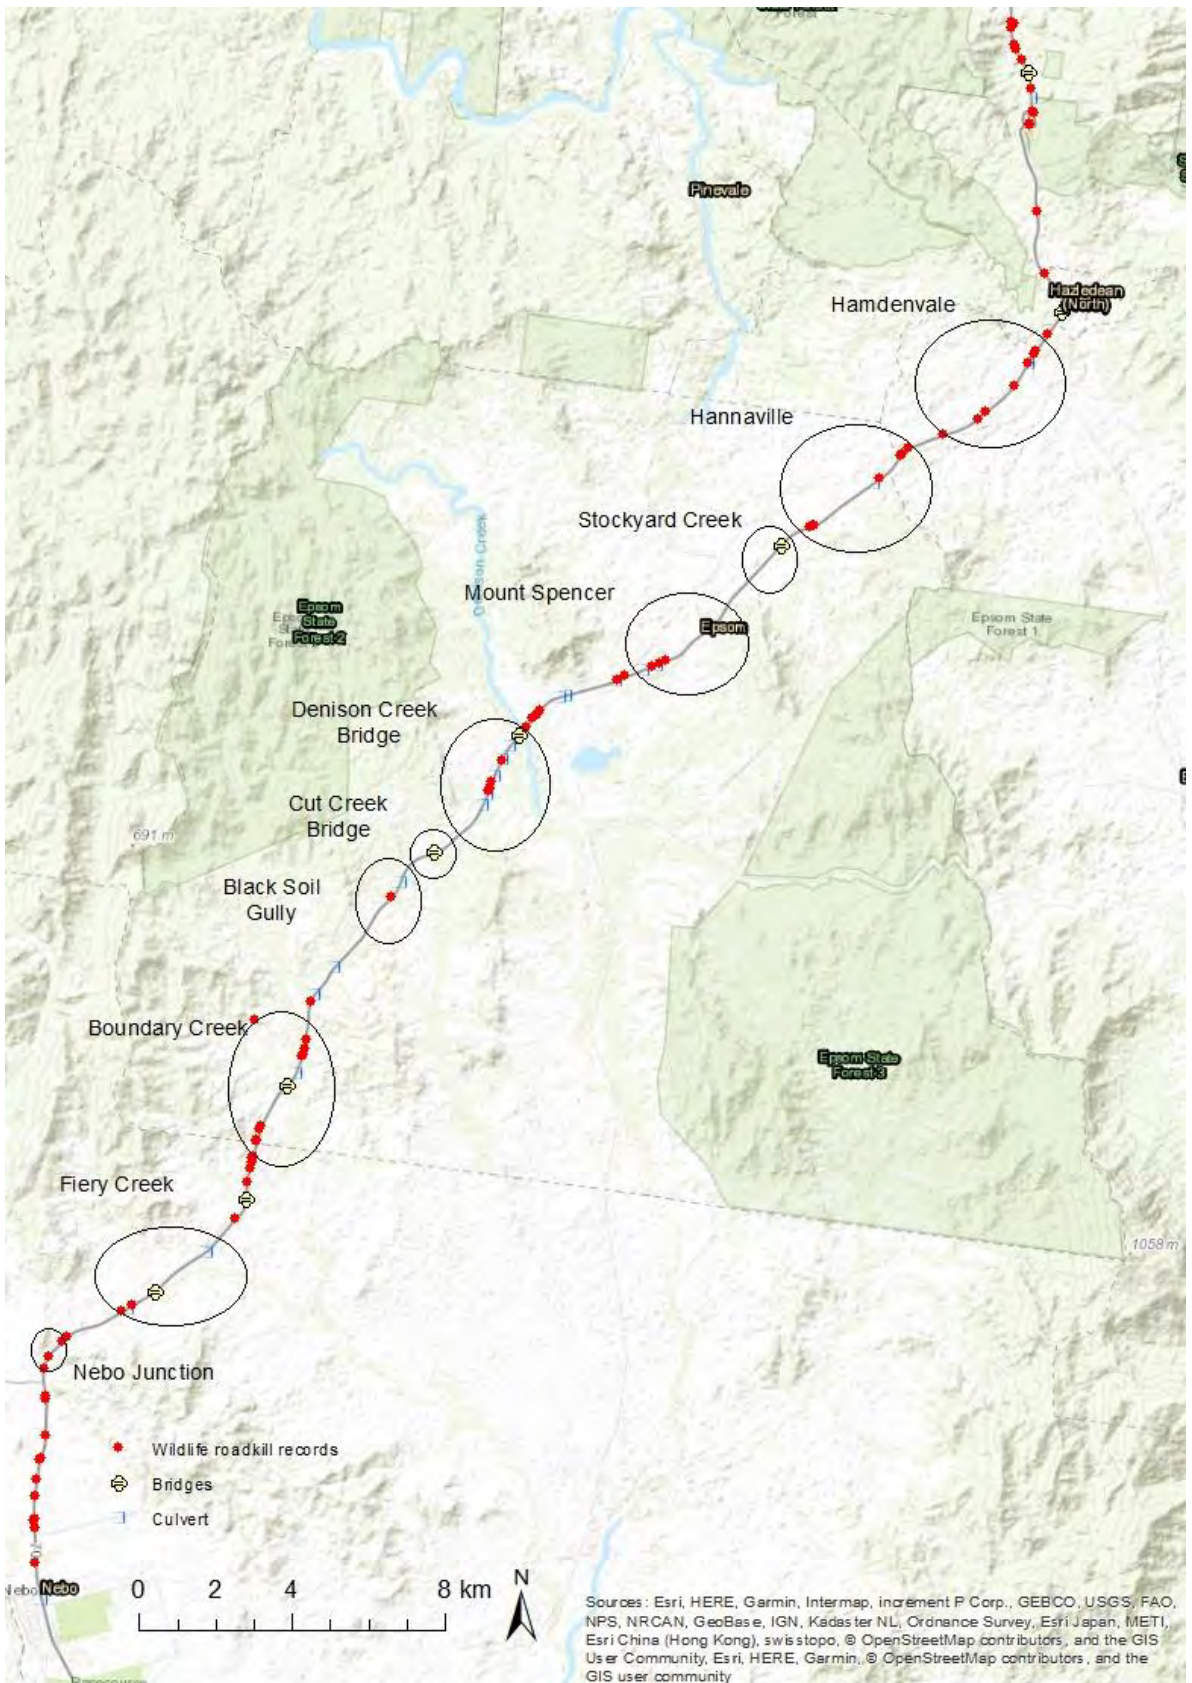 Forest
Pinevale
Hazledean
(North)
Hamdenvale
Hannaville
Stockyard Creek
Mount Spencer
Epsom
Epsom State
Forest 1
Epsom
State
Forest 2
Denison Creek
Bridge
Cut Creek
Bridge
691 m
Black Soil
Gully
Boundary Creek
Epsom State
Forest 3
Fiery Creek
1058 m
Nebo Junction
Wildlife roadkill records
Bridges
Culvert
Nebo
Nebo
0 2 4 8 km
N
Sources: Esri, HERE, Garmin, Intermap, increment P Corp., GEBCO, USGS, FAO,
NPS, NRCAN, GeoBase, IGN, Kadaster NL, Ordnance Survey, Esri Japan, METI,
Esri China (Hong Kong), swisstopo, © OpenStreetMap contributors, and the GIS
User Community, Esri, HERE, Garmin, © OpenStreetMap contributors, and the
GIS user community